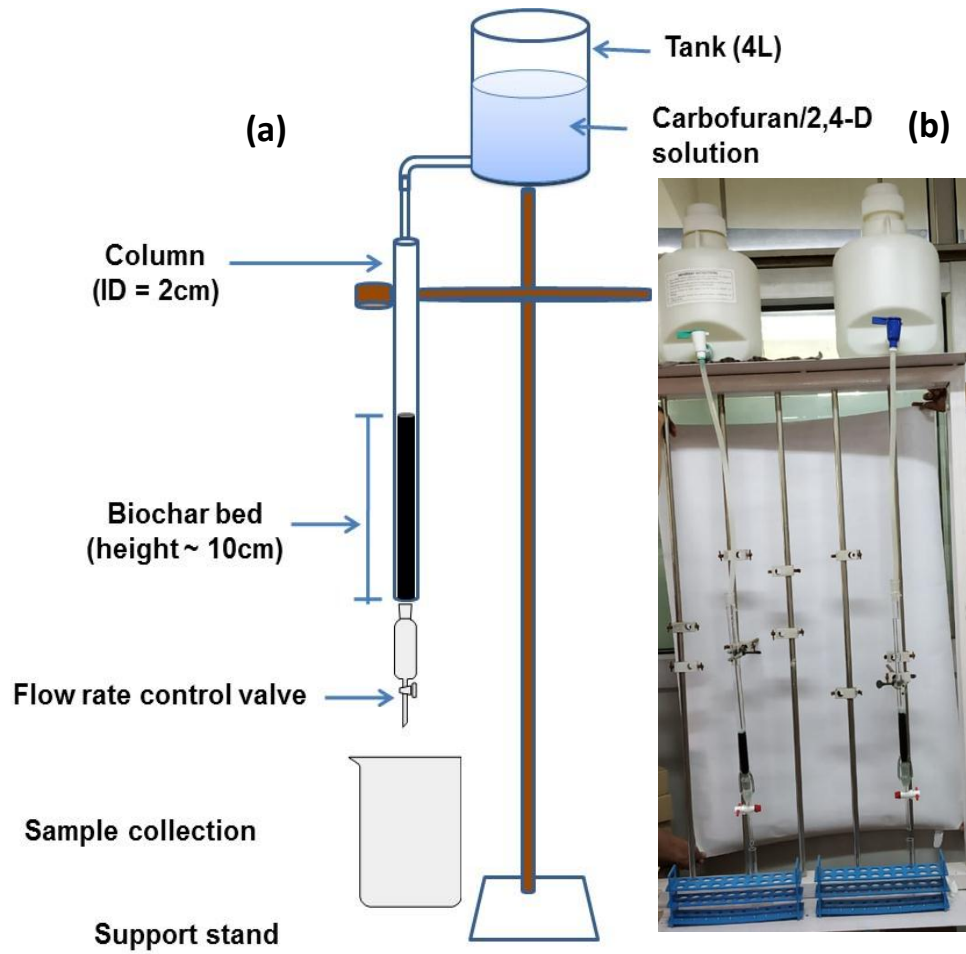 Tank (4L)
(a)
Carbofuran/2,4-D
solution
(b)
Column
(ID = 2cm)
Biochar bed
(height ~ 10cm)
Flow rate control valve
Sample collection
Support stand